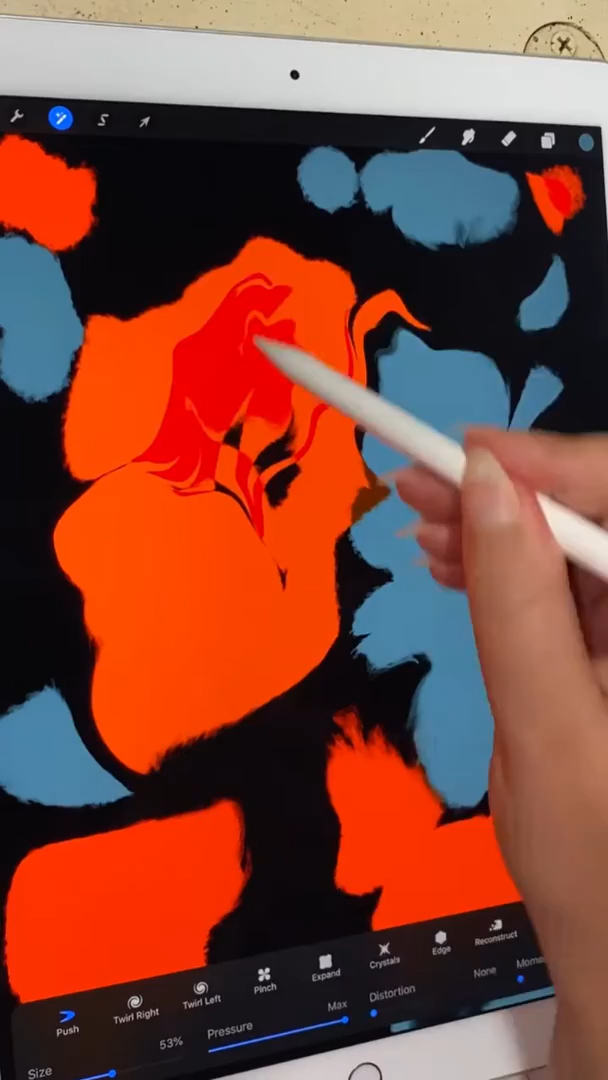 Push
Twirl Right
Twirl Left
Pinch
Expand
Crystals
Edge
Reconstruct
Size
53%
Pressure
Max
Distortion
None